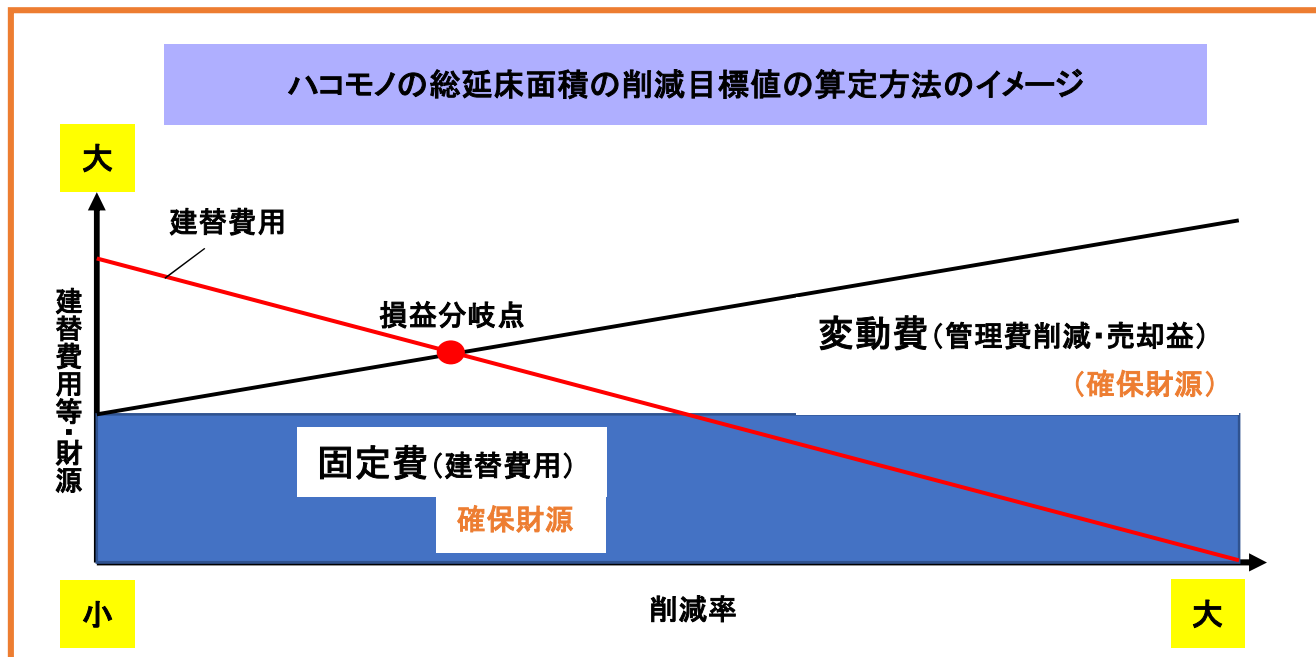 ハコモノの総延床面積の削減目標値の算定方法のイメージ
大
建替費用
建替費用等・財源
損益分岐点
変動費(管理費削減・売却益)
(確保財源)
固定費(建替費用)
確保財源
小
削減率
大